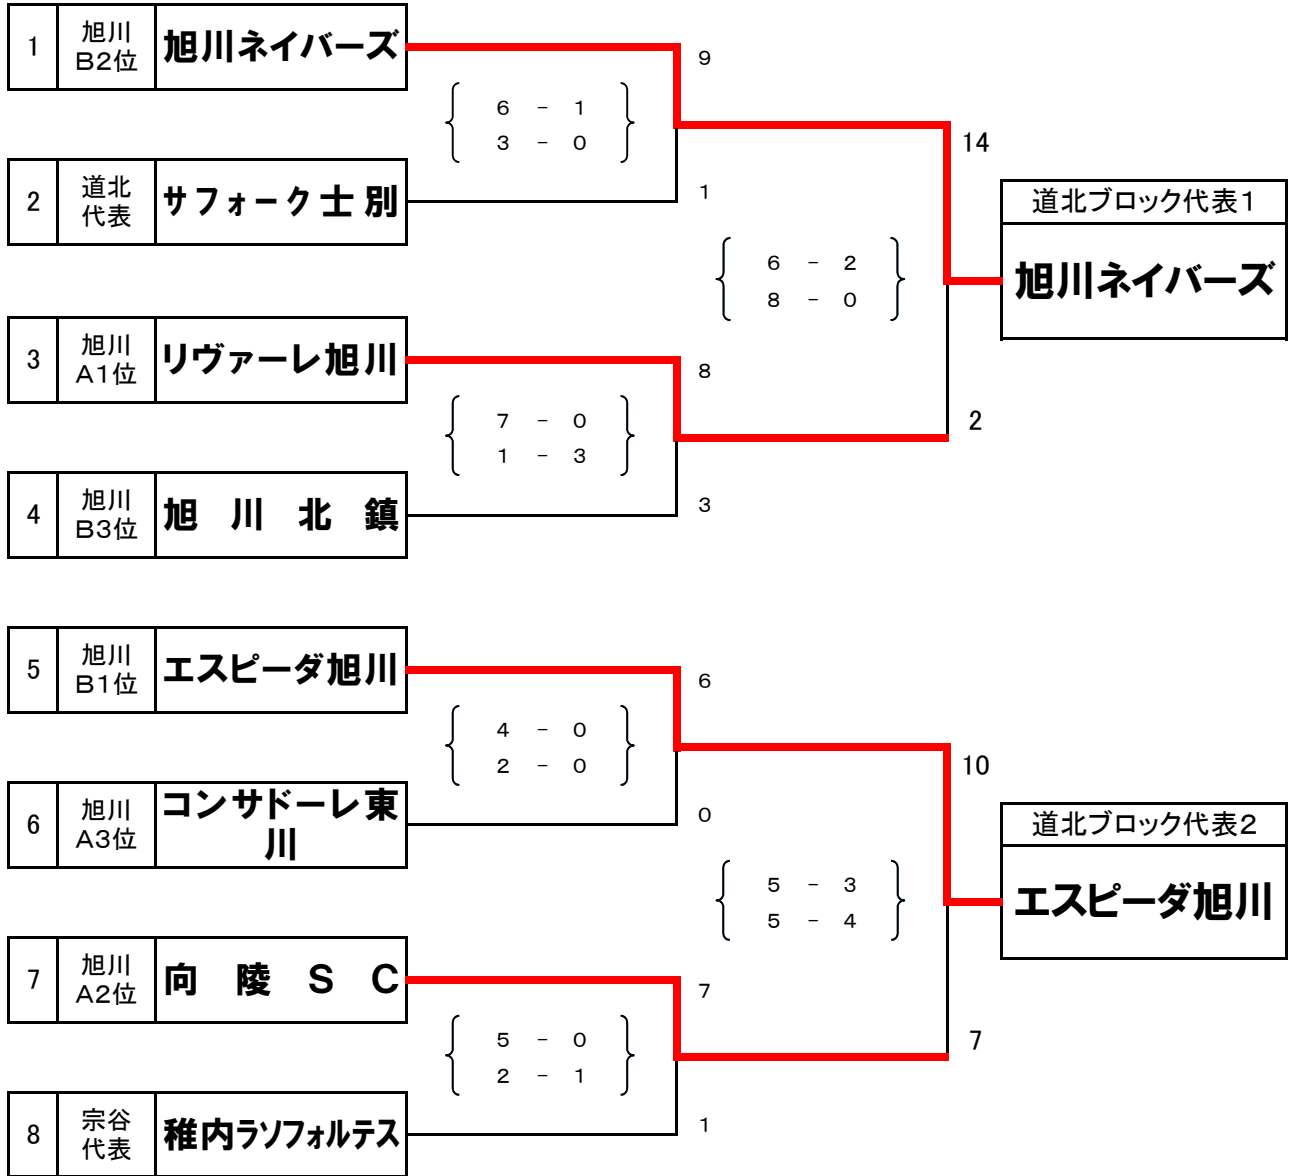 1 旭川 B2位 旭川ネイバーズ
9
6 - 1
3 - 0
14
2 道北 代表 サフォーク士別
1
道北ブロック代表1
旭川ネイバーズ
6 - 2
8 - 0
3 旭川 A1位 リヴァーレ旭川
8
7 - 0
1 - 3
2
4 旭川 B3位 旭川北鎮
3
5 旭川 B1位 エスピーダ旭川
6
4 - 0
2 - 0
10
6 旭川 A3位 コンサドーレ東
川
0
道北ブロック代表2
エスピーダ旭川
5 - 3
5 - 4
7 旭川 A2位 向陵SC
7
5 - 0
2 - 1
7
8 宗谷 代表 稚内ラソフォルテス
1